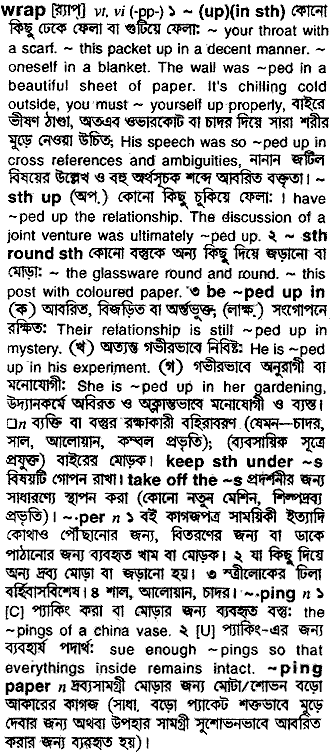 wrap [র‍্যাপ্] vt, vi (-pp-) ১ ~ (up)(in sth) কোনো
কিছু ঢেকে ফেলা বা গুটিয়ে ফেলা: ~ your throat with
a scarf. ~ this packet up in a decent manner. ~
oneself in a blanket. The wall was ~ped in a
beautiful sheet of paper. It's chilling cold
outside, you must ~ yourself up properly, বাইরে
ভীষণ ঠাণ্ডা, অতএব ওভারকোট বা চাদর দিয়ে সারা শরীর
মুড়ে নেওয়া উচিত; His speech was so ~ped up in
cross references and ambiguities, নানান জটিল
বিষয়ের উল্লেখ ও বহু অর্থসূচক শব্দে আবরিত বক্তৃতা। ~
sth up (অপ.) কোনো কিছু চুকিয়ে ফেলা: । have
~ped up the relationship. The discussion of a
joint venture was ultimately ~ped up. ২ ~ sth
round sth কোনো বস্তুকে অন্য কিছু দিয়ে জড়ানো বা
মোড়া: ~ the glassware round and round. ~ this
post with coloured paper. ৩ be ~ped up in
(ক) আবরিত, বিজড়িত বা অর্ন্তভুক্ত, (লাক্ষ.) সংগোপনে
রক্ষিত: Their relationship is still ~ped up in
mystery. (খ) অত্যন্ত গভীরভাবে নিবিষ্ট: He is ~ped
up in his experiment. (গ) গভীরভাবে অনুরাগী বা
মনোযোগী: She is ~ped up in her gardening,
উদ্যানকর্মে অবিরত ও অক্লান্তভাবে মনোযোগী ও ব্যস্ত।
□n ব্যক্তি বা বস্তুর রক্ষাকারী বহিরাবরণ (যেমন—চাদর,
সাল, আলোয়ান, কম্বল প্রভৃতি); (ব্যবসায়িক সূত্রে
প্রযুক্ত) বাইরের মোড়ক। keep sth under ~s
বিষয়টি গোপন রাখা। take off the ~s প্রদর্শনীর জন্য
সাধারণ্যে স্থাপন করা (কোনো নতুন মেশিন, শিল্পদ্রব্য
প্রভৃতি)। ~.per n ১ বই কাগজপত্র সাময়িকী ইত্যাদি
কোথাও পৌঁছানোর জন্য, বিতরণের জন্য বা ডাকে
পাঠানোর জন্য ব্যবহৃত খাম বা মোড়ক। ২ যা কিছু দিয়ে
অন্য দ্রব্য মোড়া বা জড়ানো হয়। ৩ স্ত্রীলোকের ঢিলা
বর্হিবাসবিশেষ। ৪ শাল, আলোয়ান, চাদর। ~.ping n ১
[C] প্যাকিং করা বা মোড়ার জন্য ব্যবহৃত বস্তু: the
~pings of a china vase. ২ [U] প্যাকিং-এর জন্য
ব্যবহার্য পদার্থ: sue enough ~pings so that
everythings inside remains intact. ~ping
paper n দ্রব্যসামগ্রী মোড়ার জন্য মোটা/শোভন বড়ো
আকারের কাগজ (সাধা. বড়ো প্যাকেট শক্তভাবে মুড়ে
দেবার জন্য অথবা উপহার সামগ্রী সুশোভনভাবে আবরিত
করার জন্য ব্যবহৃত হয়)।